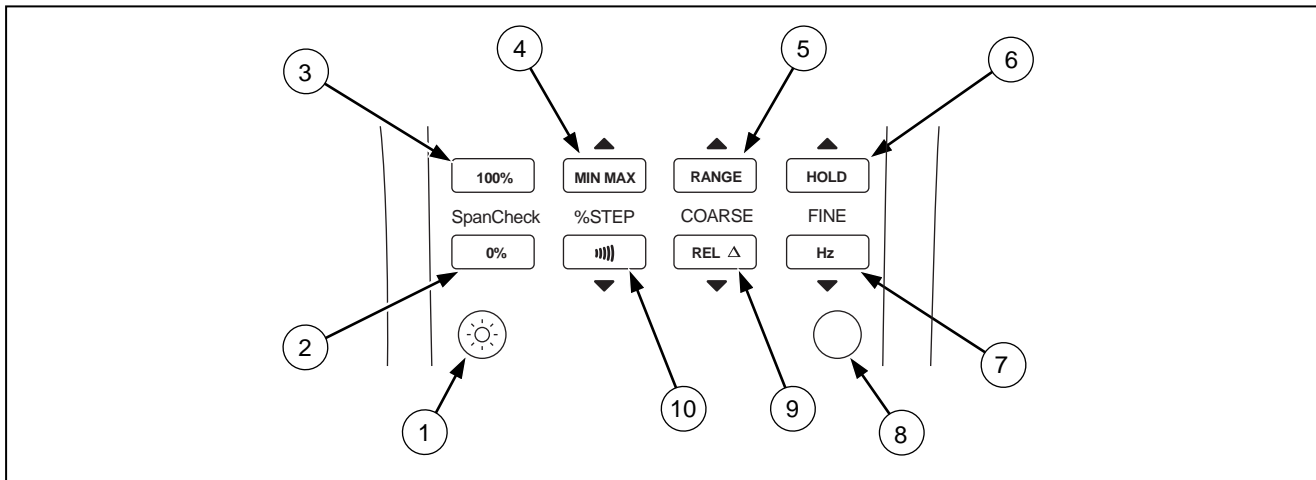 4 5
3 6
100% MIN MAX RANGE HOLD
SpanCheck %STEP COARSE FINE
0% REL Δ Hz
2 7
1 10 9 8